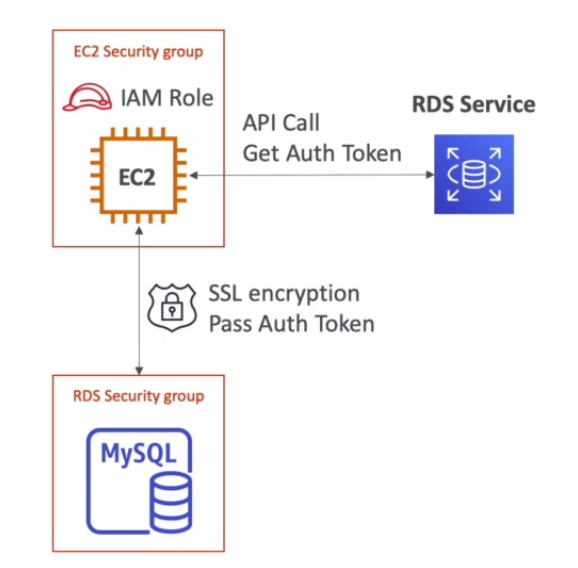 EC2 Security group
IAM Role
EC2
API Call
Get Auth Token
RDS Service
SSL encryption
Pass Auth Token
RDS Security group
MySQL